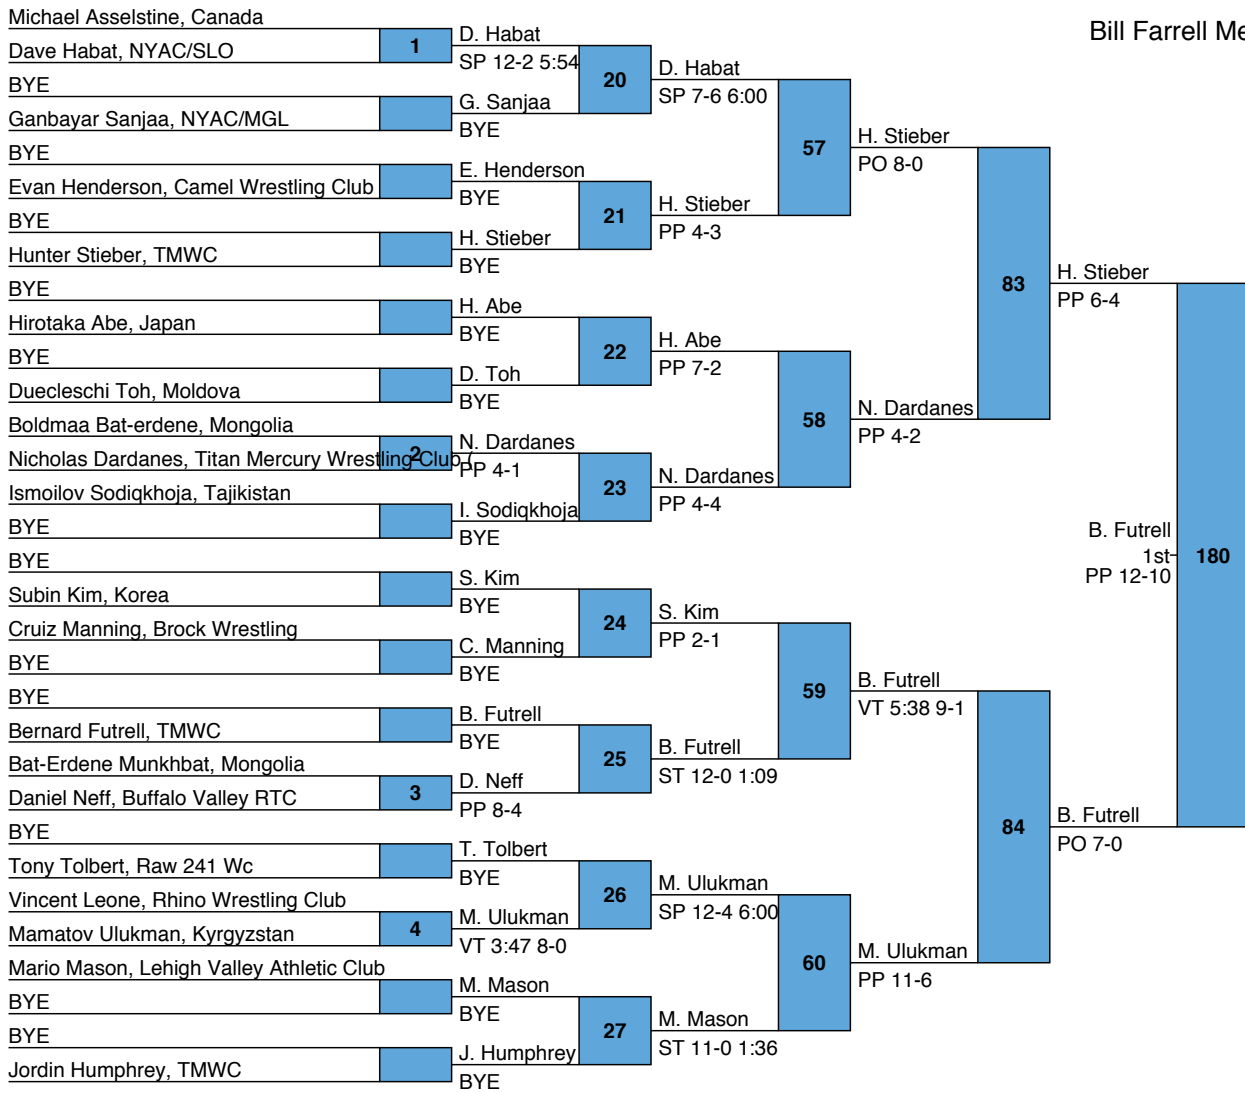 Michael Asselstine, Canada
Dave Habat, NYAC/SLO
BYE
Ganbayar Sanjaa, NYAC/MGL
BYE
Evan Henderson, Camel Wrestling Club
BYE
Hunter Stieber, TMWC
BYE
Hirotaka Abe, Japan
BYE
Duecleschi Toh, Moldova
Boldmaa Bat-erdene, Mongolia
Nicholas Dardanes, Titan Mercury Wrestling Club (
Ismoilov Sodiqkhoja, Tajikistan
BYE
BYE
Subin Kim, Korea
Cruiz Manning, Brock Wrestling
BYE
BYE
Bernard Futrell, TMWC
Bat-Erdene Munkhbat, Mongolia
Daniel Neff, Buffalo Valley RTC
BYE
Tony Tolbert, Raw 241 Wc
Vincent Leone, Rhino Wrestling Club
Mamatov Ulukman, Kyrgyzstan
Mario Mason, Lehigh Valley Athletic Club
BYE
BYE
Jordin Humphrey, TMWC
1
2
3
4
D. Habat
SP 12-2 5:54
G. Sanjaa
BYE
E. Henderson
BYE
H. Stieber
BYE
H. Abe
BYE
D. Toh
BYE
N. Dardanes
PP 4-1
I. Sodiqkhoja
BYE
S. Kim
BYE
C. Manning
BYE
B. Futrell
BYE
D. Neff
PP 8-4
T. Tolbert
BYE
M. Ulukman
VT 3:47 8-0
M. Mason
BYE
J. Humphrey
BYE
20
21
22
23
24
25
26
27
D. Habat
SP 7-6 6:00
H. Stieber
PP 4-3
H. Abe
PP 7-2
N. Dardanes
PP 4-4
S. Kim
PP 2-1
B. Futrell
ST 12-0 1:09
M. Ulukman
SP 12-4 6:00
M. Mason
ST 11-0 1:36
57
58
59
60
H. Stieber
PO 8-0
N. Dardanes
PP 4-2
B. Futrell
VT 5:38 9-1
M. Ulukman
PP 11-6
83
84
H. Stieber
PP 6-4
B. Futrell
PO 7-0
Bill Farrell Me
B. Futrell
1st
PP 12-10
180